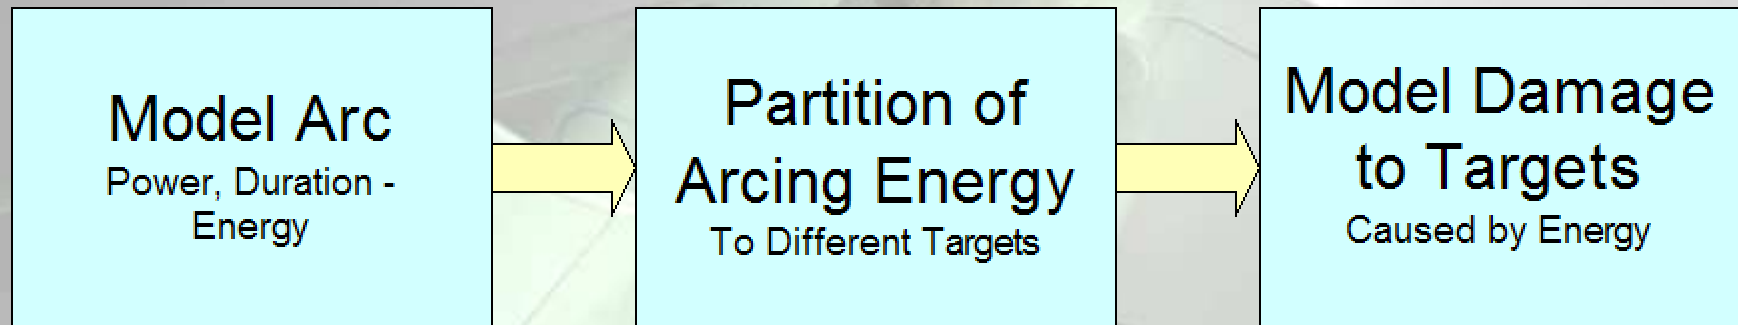 Model Arc
Power, Duration -
Energy
Partition of
Arcing Energy
To Different Targets
Model Damage
to Targets
Caused by Energy